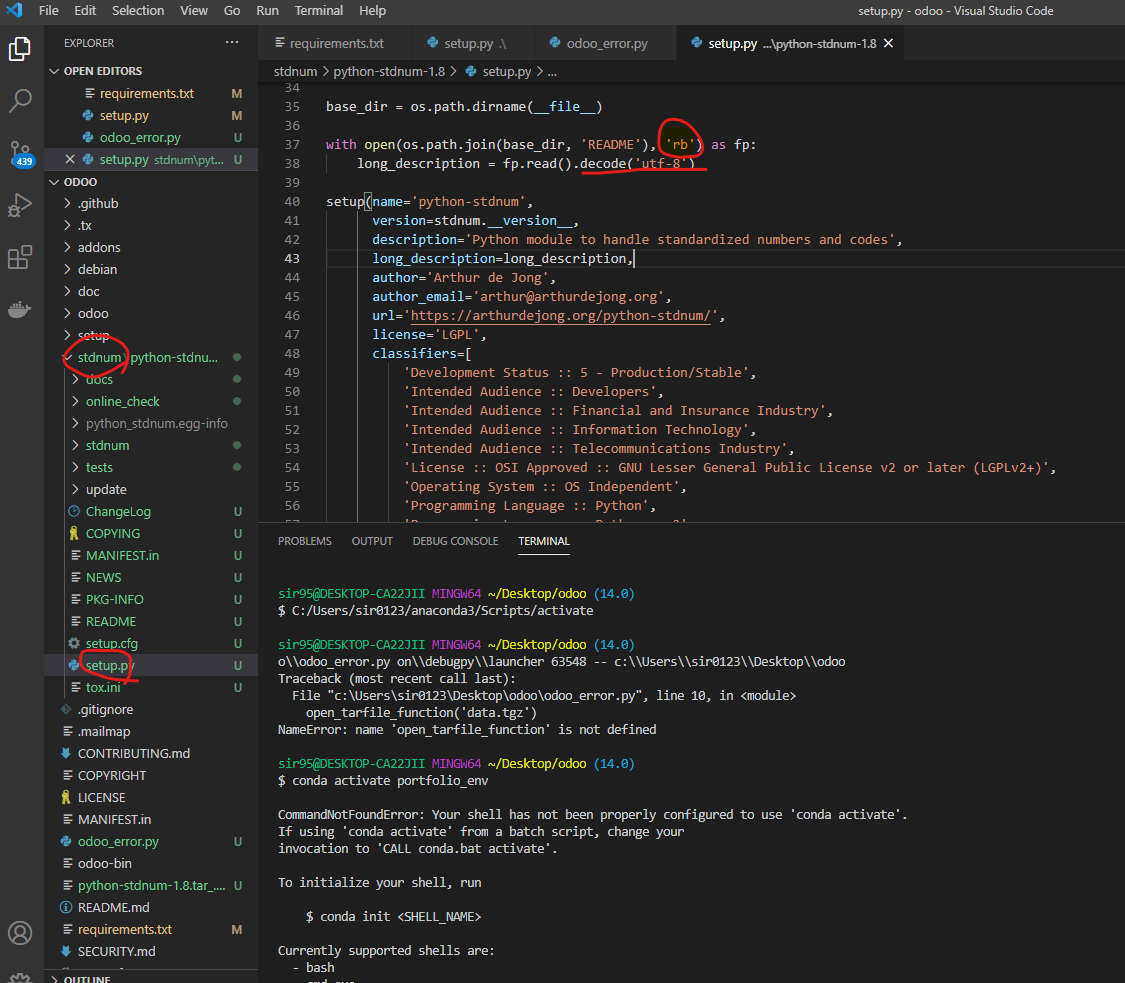 File Edit Selection View Go Run Terminal Help
setup.py - odoo - Visual Studio Code
EXPLORER ...
OPEN EDITORS
requirements.txt M
setup.py M
odoo_error.py U
setup.py stdnum\pyt... U
439
ODOO
.github
.tx
addons
debian
doc
odoo
setup
stdnum\python-stdnu...
docs
online_check
python_stdnum.egg-info
stdnum
tests
update
ChangeLog U
COPYING U
MANIFEST.in U
NEWS U
PKG-INFO U
README U
setup.cfg U
setup.py U
tox.ini U
.gitignore
.mailmap
CONTRIBUTING.md
COPYRIGHT
LICENSE
MANIFEST.in
odoo_error.py U
odoo-bin
python-stdnum-1.8.tar_.... U
README.md
requirements.txt M
SECURITY.md
OUTLINE
requirements.txt setup.py .\ odoo_error.py setup.py ...\python-stdnum-1.8
stdnum > python-stdnum-1.8 > setup.py > ...
34
35 base_dir = os.path.dirname(__file__)
36
37 with open(os.path.join(base_dir, 'README'), 'rb') as fp:
38 long_description = fp.read().decode('utf-8')
39
40 setup(name='python-stdnum',
41 version=stdnum.__version__,
42 description='Python module to handle standardized numbers and codes',
43 long_description=long_description,
44 author='Arthur de Jong',
45 author_email='arthur@arthurdejong.org',
46 url='https://arthurdejong.org/python-stdnum/',
47 license='LGPL',
48 classifiers=[
49 'Development Status :: 5 - Production/Stable',
50 'Intended Audience :: Developers',
51 'Intended Audience :: Financial and Insurance Industry',
52 'Intended Audience :: Information Technology',
53 'Intended Audience :: Telecommunications Industry',
54 'License :: OSI Approved :: GNU Lesser General Public License v2 or later (LGPLv2+)',
55 'Operating System :: OS Independent',
56 'Programming Language :: Python',
PROBLEMS OUTPUT DEBUG CONSOLE TERMINAL
sir95@DESKTOP-CA22JII MINGW64 ~/Desktop/odoo (14.0)
$ C:/Users/sir0123/anaconda3/Scripts/activate
sir95@DESKTOP-CA22JII MINGW64 ~/Desktop/odoo (14.0)
o\\odoo_error.py on\\debugpy\\launcher 63548 -- c:\\Users\\sir0123\\Desktop\\odoo
Traceback (most recent call last):
File "c:\Users\sir0123\Desktop\odoo\odoo_error.py", line 10, in <module>
open_tarfile_function('data.tgz')
NameError: name 'open_tarfile_function' is not defined
sir95@DESKTOP-CA22JII MINGW64 ~/Desktop/odoo (14.0)
$ conda activate portfolio_env
CommandNotFoundError: Your shell has not been properly configured to use 'conda activate'.
If using 'conda activate' from a batch script, change your
invocation to 'CALL conda.bat activate'.
To initialize your shell, run
$ conda init <SHELL_NAME>
Currently supported shells are:
- bash